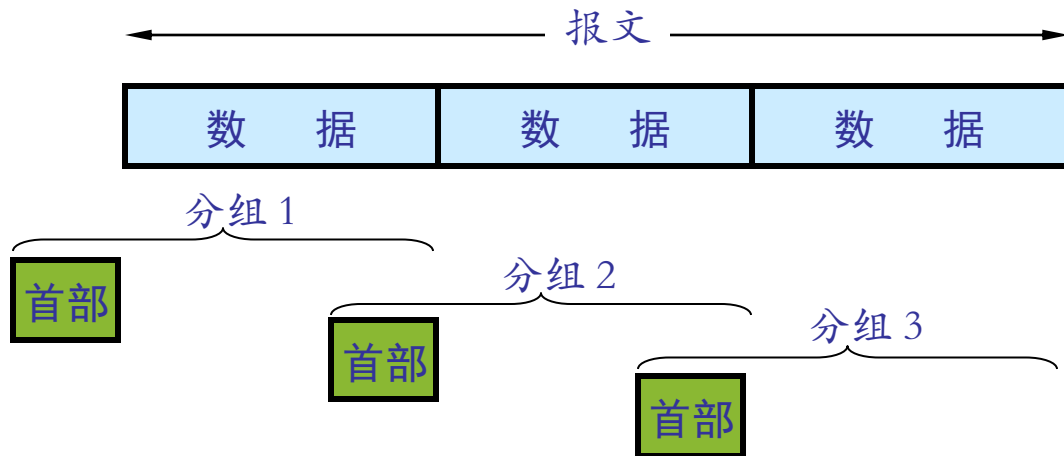 报文
数 据 数 据 数 据
分组 1
首部
分组 2
首部
分组 3
首部